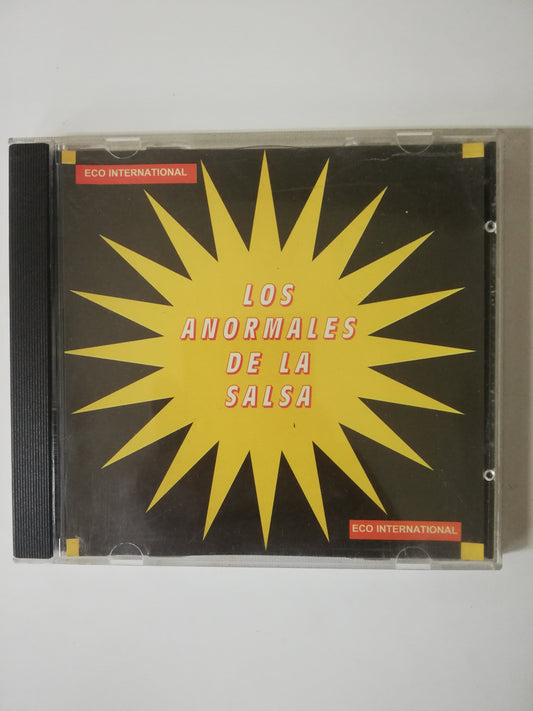 ECO INTERNATIONAL
LOS
ANORMALES
DE LA
SALSA
ECO INTERNATIONAL